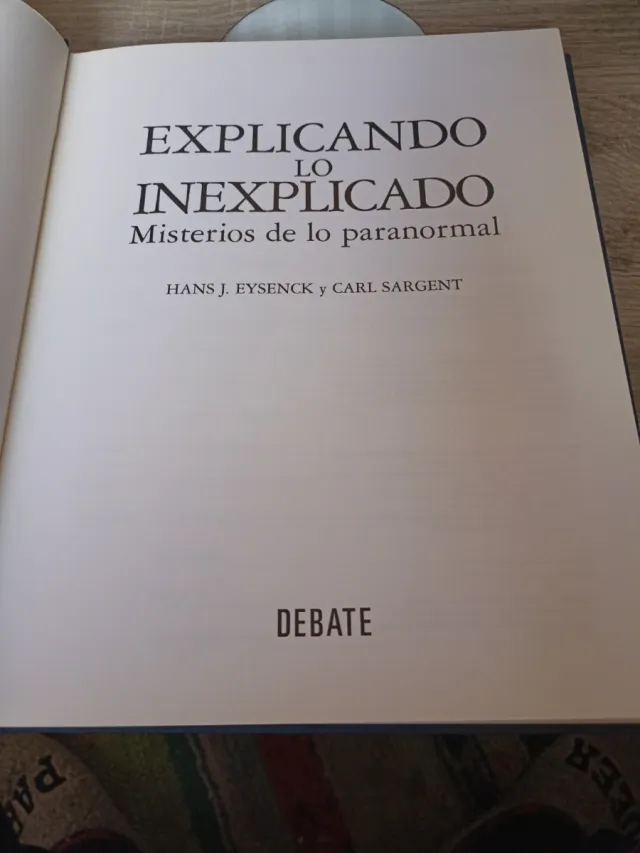 EXPLICANDO
LO
INEXPLICADO
Misterios de lo paranormal
HANS J. EYSENCK y CARL SARGENT
DEBATE